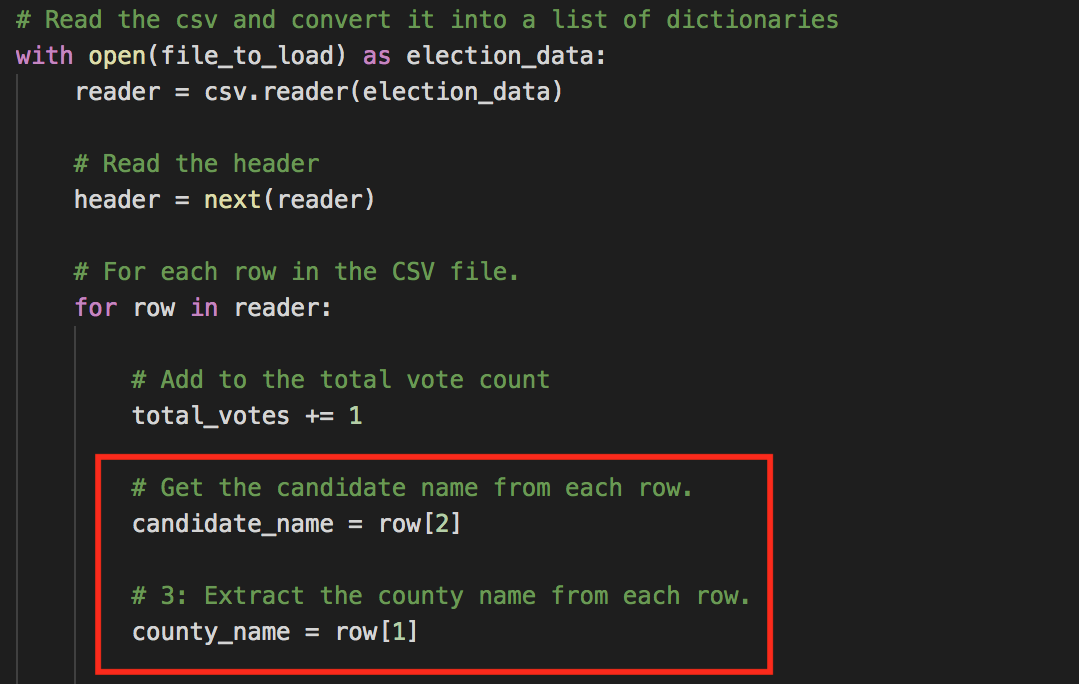 # Read the csv and convert it into a list of dictionaries
with open(file_to_load) as election_data:
    reader = csv.reader(election_data)
    # Read the header
    header = next(reader)
    # For each row in the CSV file.
    for row in reader:
        # Add to the total vote count
        total_votes += 1
        # Get the candidate name from each row.
        candidate_name = row[2]
        # 3: Extract the county name from each row.
        county_name = row[1]